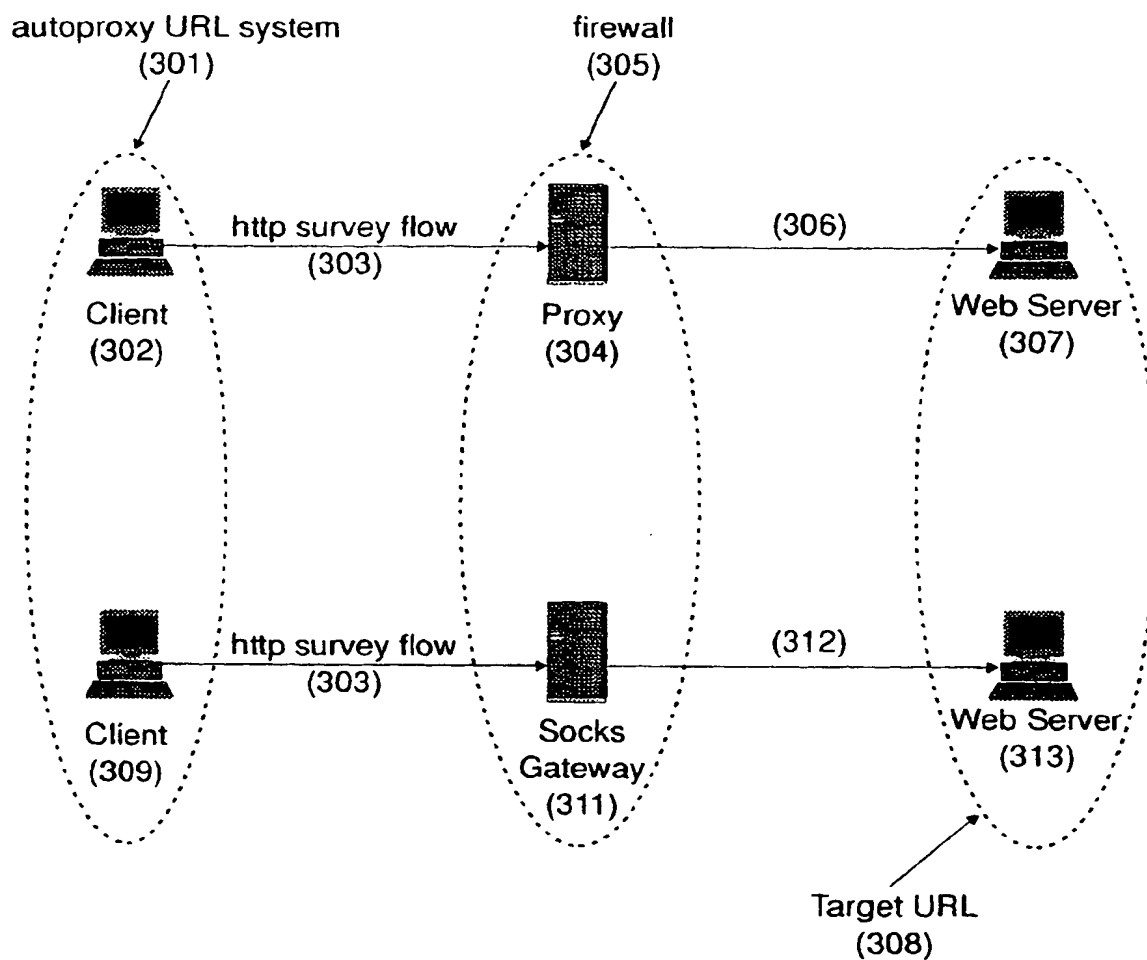 autoproxy URL system
(301)
firewall
(305)
http survey flow
(303)
(306)
Client
(302)
Proxy
(304)
Web Server
(307)
http survey flow
(303)
(312)
Client
(309)
Socks
Gateway
(311)
Web Server
(313)
Target URL
(308)